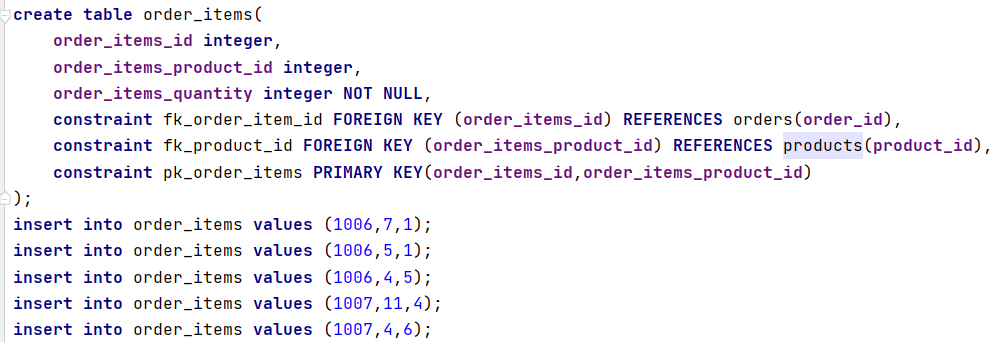 create table order_items(
    order_items_id integer,
    order_items_product_id integer,
    order_items_quantity integer NOT NULL,
    constraint fk_order_item_id FOREIGN KEY (order_items_id) REFERENCES orders(order_id),
    constraint fk_product_id FOREIGN KEY (order_items_product_id) REFERENCES products(product_id),
    constraint pk_order_items PRIMARY KEY(order_items_id,order_items_product_id)
);
insert into order_items values (1006,7,1);
insert into order_items values (1006,5,1);
insert into order_items values (1006,4,5);
insert into order_items values (1007,11,4);
insert into order_items values (1007,4,6);